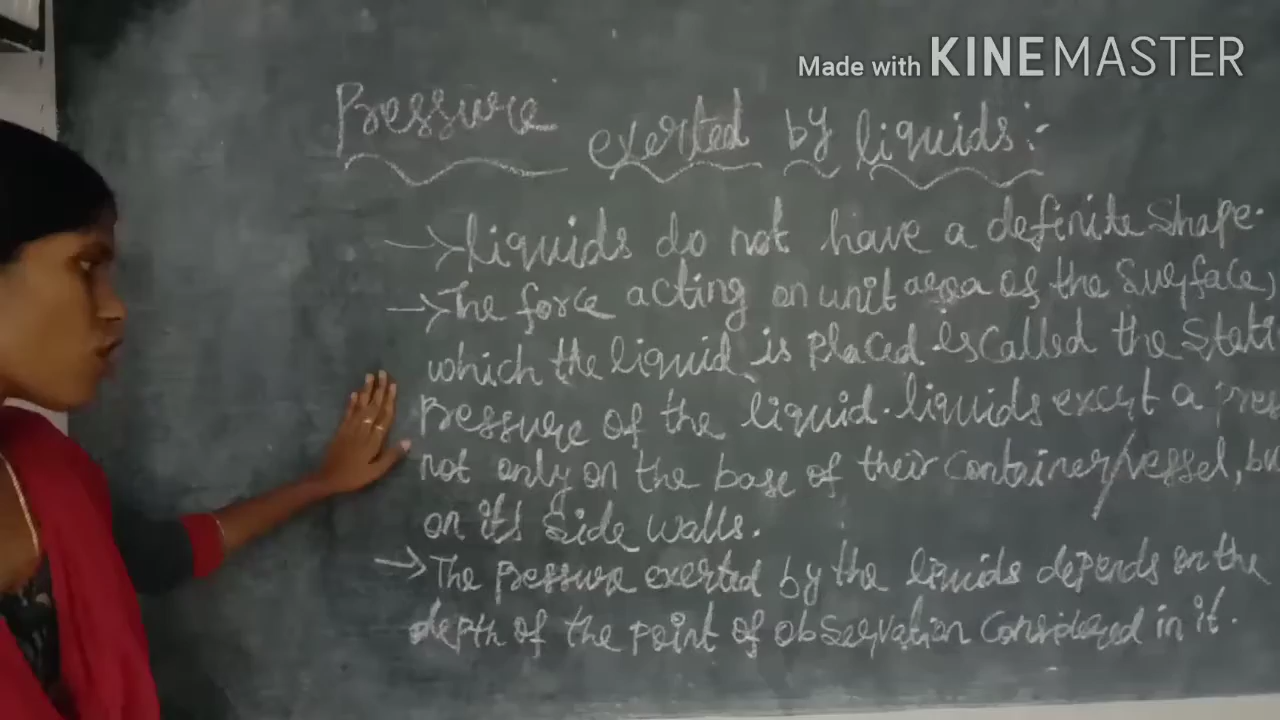 Made with KINEMASTER
Pressure exerted by liquids:-
→ Liquids do not have a definite shape.
→ The force acting on unit area of the surface,
which the liquid is placed is called the Stati
Pressure of the liquid. liquids exert a pres
not only on the base of their container/vessel, bu
on its side walls.
→ The pressure exerted by the liquids depends on the
depth of the point of observation considered in it.